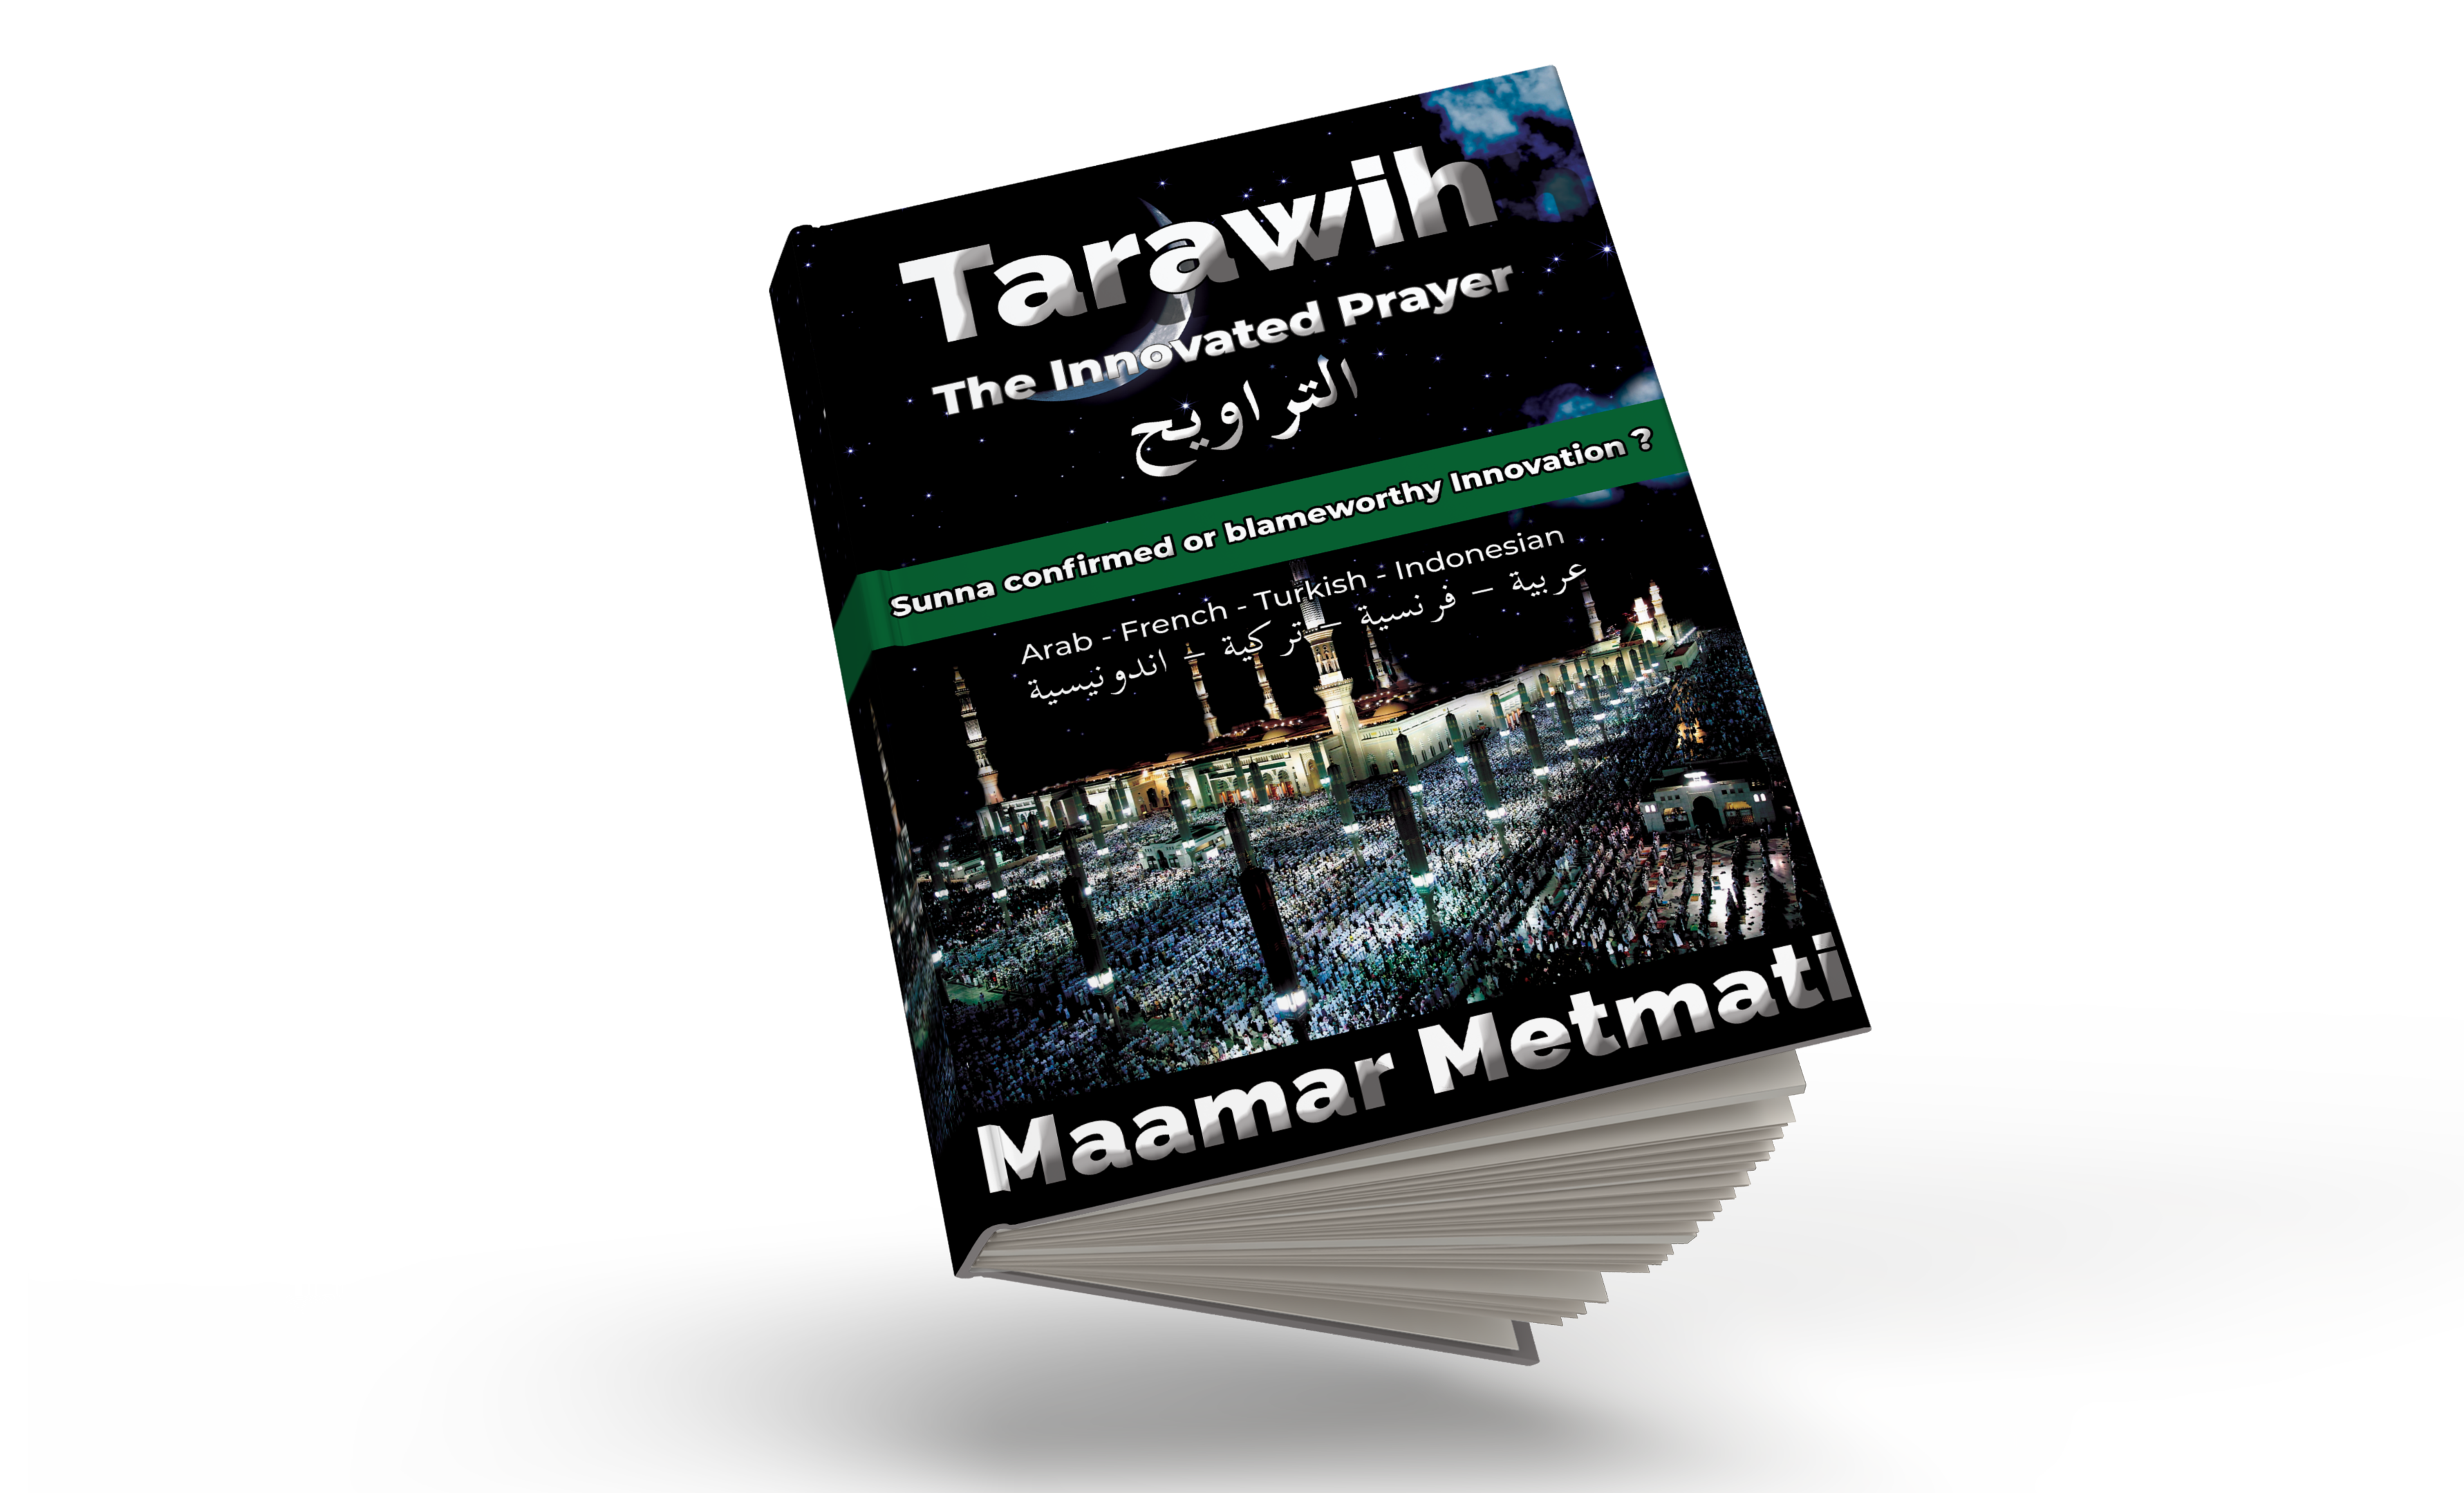 Tarawih
The Innovated Prayer
التراويح
Sunna confirmed or blameworthy Innovation ?
Arab - French - Turkish - Indonesian
عربية – فرنسية – تركية – اندونيسية
Maamar Metmati